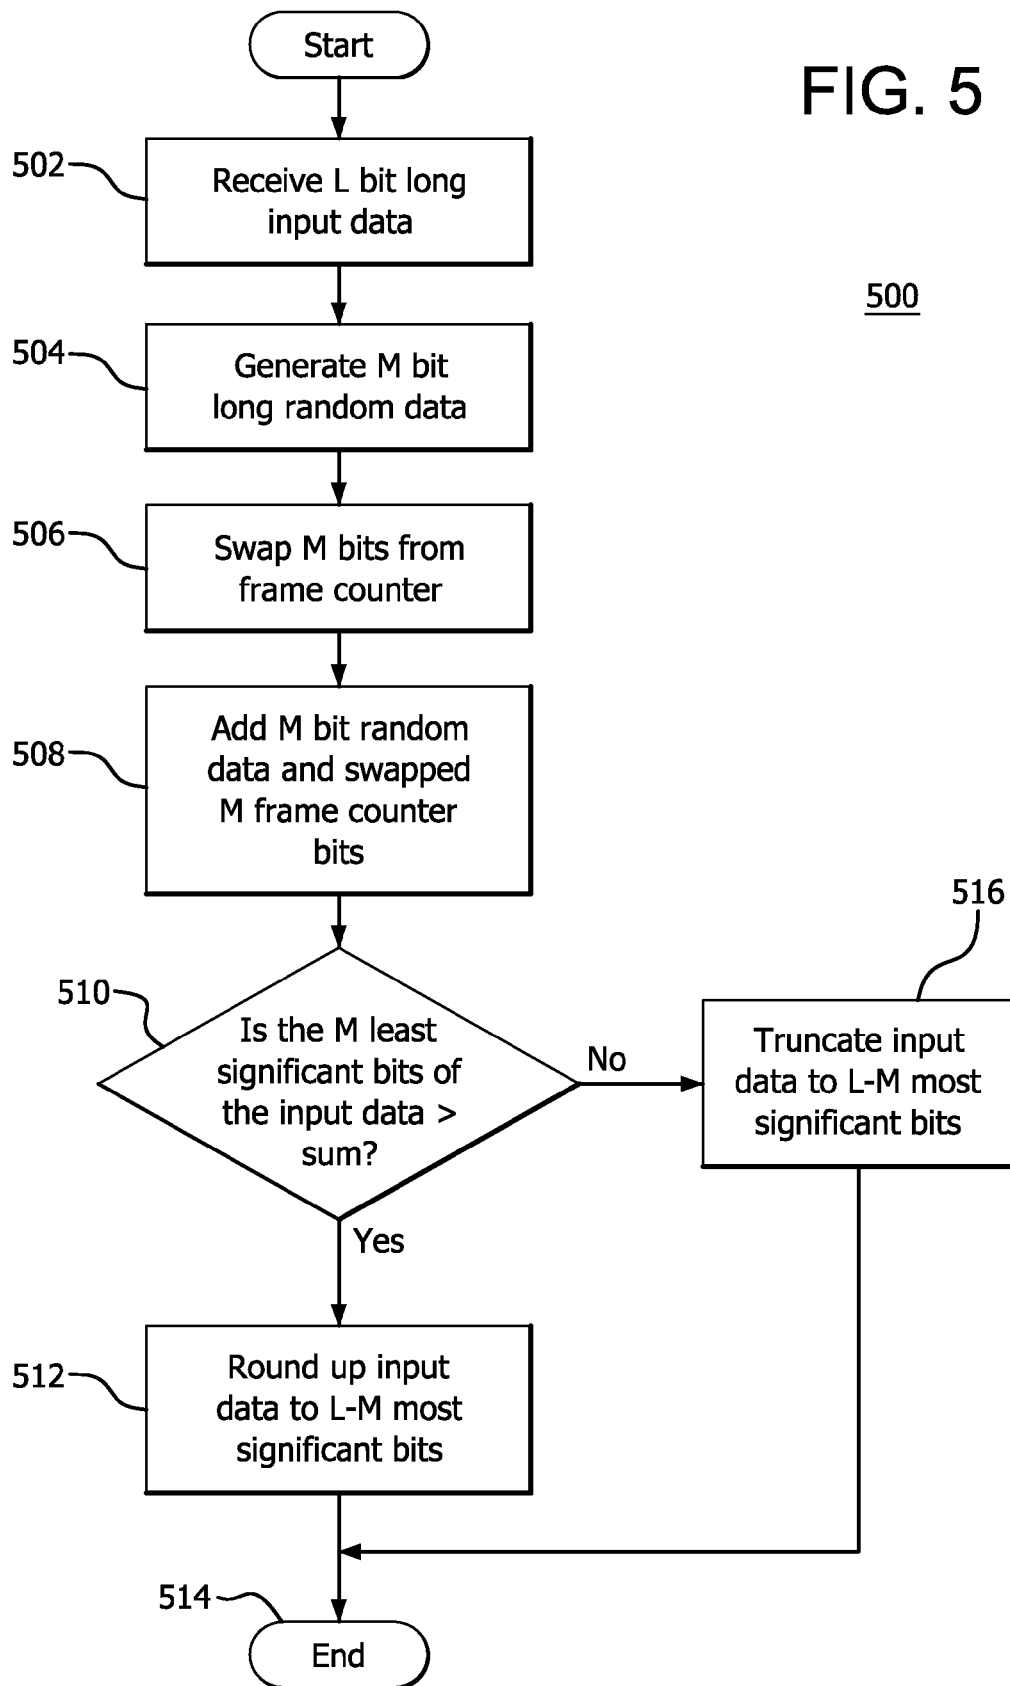 Start
FIG. 5
502
Receive L bit long
input data
500
504
Generate M bit
long random data
506
Swap M bits from
frame counter
508
Add M bit random
data and swapped
M frame counter
bits
516
510
Is the M least
significant bits of
the input data >
sum?
No
Truncate input
data to L-M most
significant bits
Yes
512
Round up input
data to L-M most
significant bits
514
End